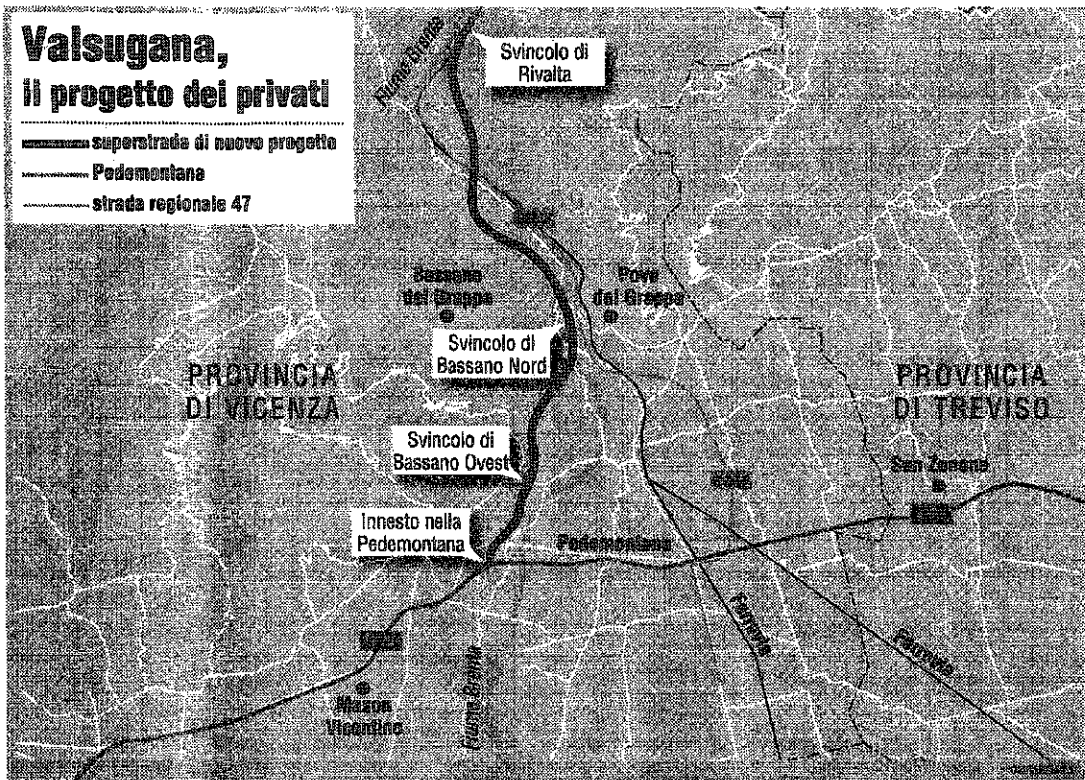 Valsugana,
il progetto dei privati
superstrada di nuovo progetto
Pedemontana
strada regionale 47
Fiume Brenta
Svincolo di
Rivalta
Bassano
del Grappa
Pove
del Grappa
Svincolo di
Bassano Nord
PROVINCIA
DI VICENZA
PROVINCIA
DI TREVISO
Svincolo di
Bassano Ovest
San Zenone
Innesto nella
Pedemontana
Pedemontana
Ferrovia
Ferrovia
Mason
Vicentino
Fiume Brenta